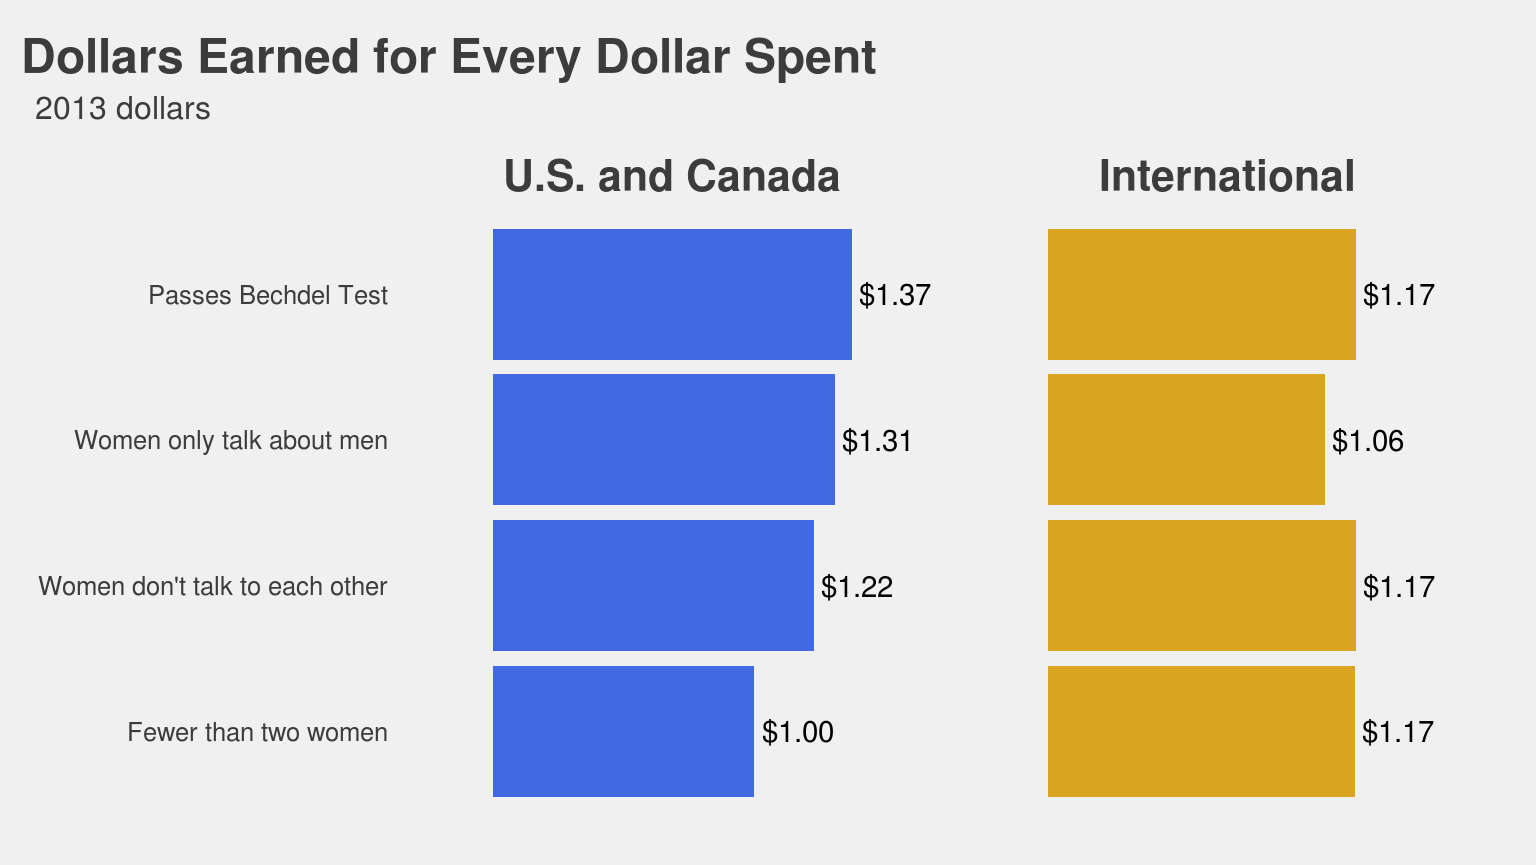 Dollars Earned for Every Dollar Spent
2013 dollars
U.S. and Canada International
Passes Bechdel Test $1.37 $1.17
Women only talk about men $1.31 $1.06
Women don't talk to each other $1.22 $1.17
Fewer than two women $1.00 $1.17